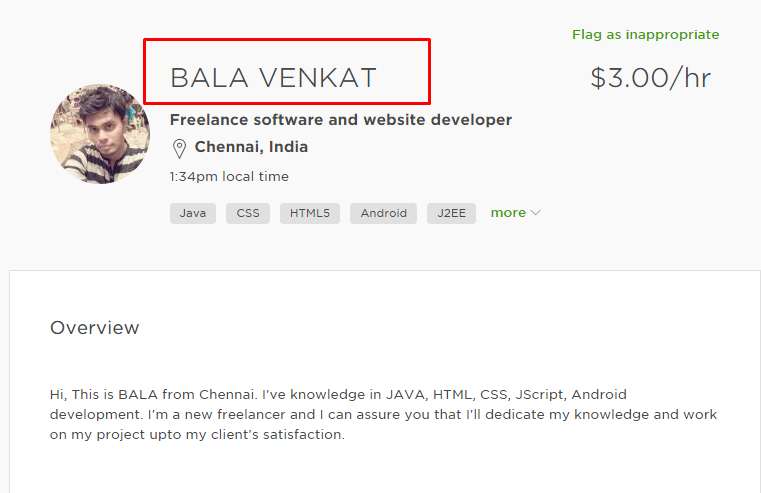 Flag as inappropriate
BALA VENKAT
$3.00/hr
Freelance software and website developer
Chennai, India
1:34pm local time
Java CSS HTML5 Android J2EE more
Overview
Hi, This is BALA from Chennai. I've knowledge in JAVA, HTML, CSS, JScript, Android
development. I'm a new freelancer and I can assure you that I'll dedicate my knowledge and work
on my project upto my client's satisfaction.